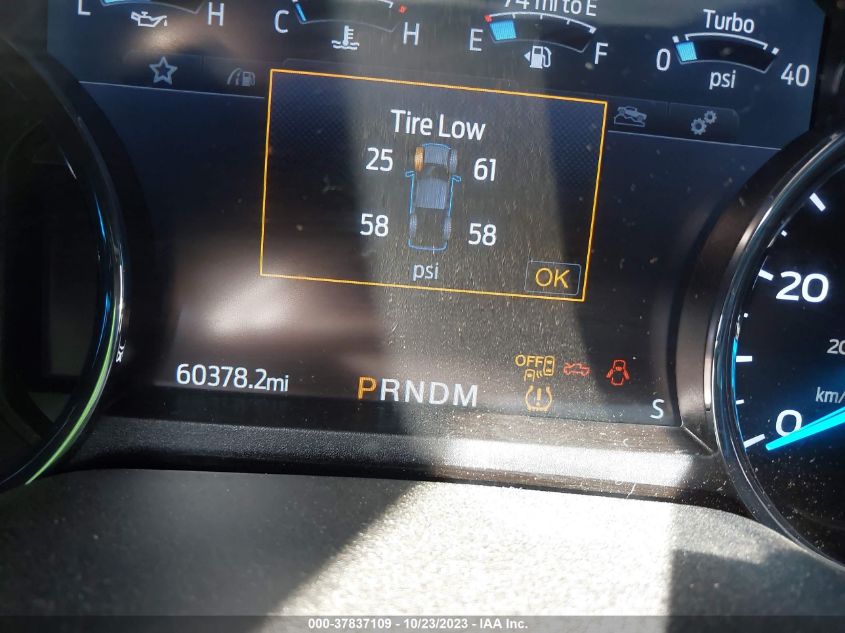 74 mi to E
L H C H E F
Turbo
0 40
psi
Tire Low
25 61
58 58
psi
OK
20
20
km/
0
60378.2mi
PRNDM
OFF
S
000-37837109 - 10/23/2023 - IAA Inc.